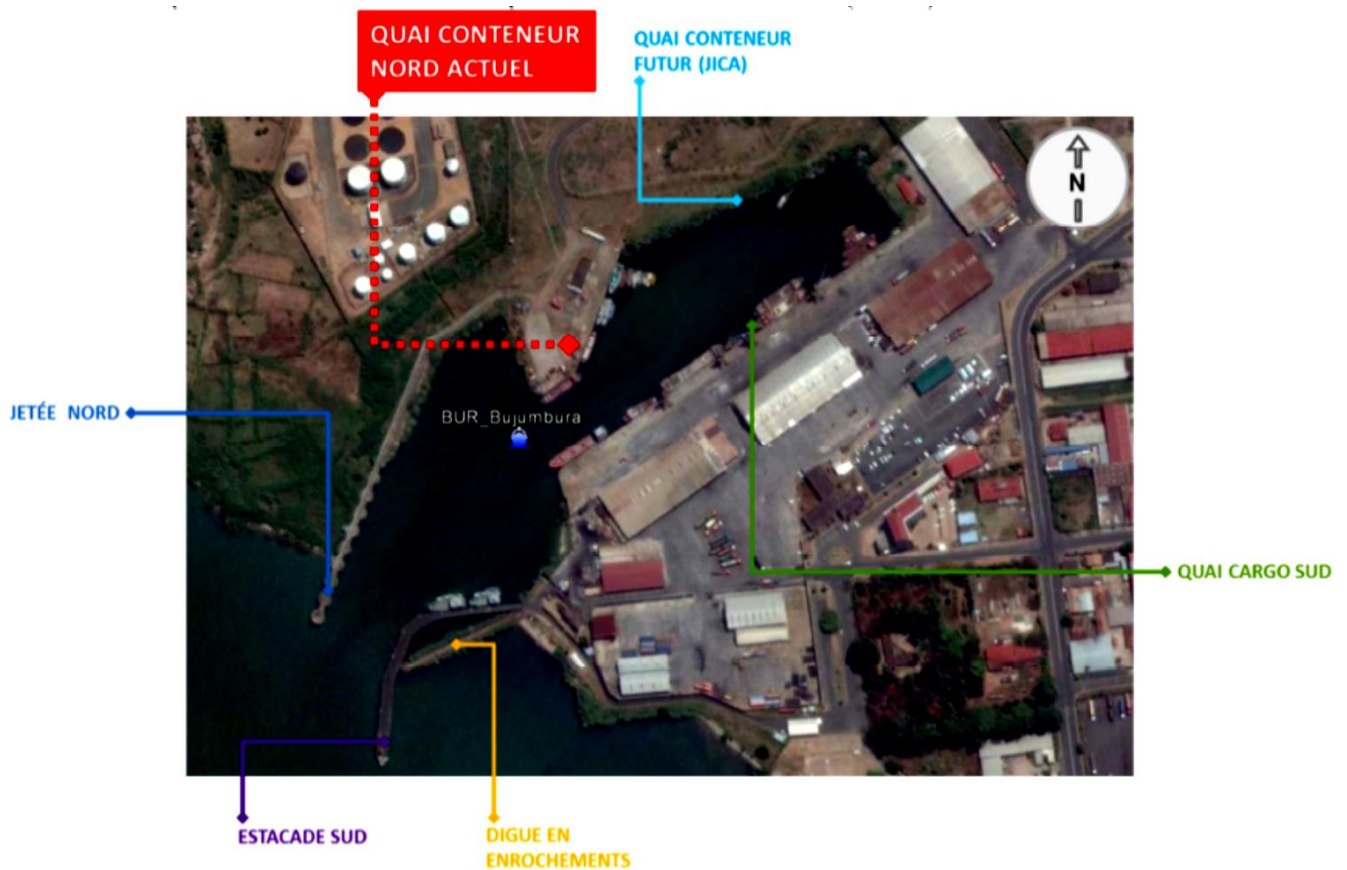 QUAI CONTENEUR
NORD ACTUEL
QUAI CONTENEUR
FUTUR (JICA)
N
JETÉE NORD
BUR_Bujumbura
QUAI CARGO SUD
ESTACADE SUD
DIGUE EN
ENROCHEMENTS